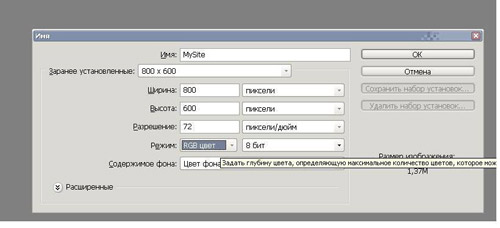 Имя
Имя: MySite
OK
Заранее установленные: 800 x 600
Отмена
Ширина: 800 пиксели
Сохранить набор установок...
Высота: 600 пиксели
Удалить набор установок...
Разрешение: 72 пиксели/дюйм
Режим: RGB цвет 8 бит
Размер изображения:
Содержимое фона: Цвет фона
Задать глубину цвета, определяющую максимальное количество цветов, которое мож
1,37M
Расширенные